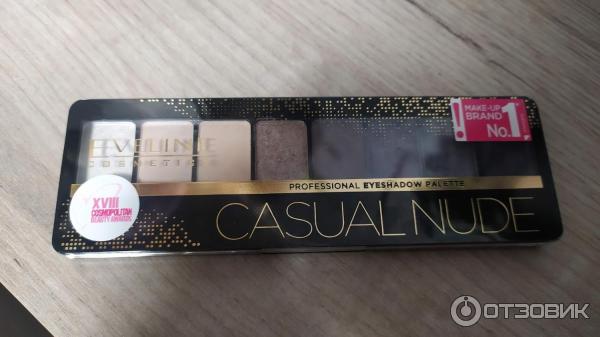 EVELINE
COSMETICS
! MAKE-UP
BRAND
No.1
PROFESSIONAL EYESHADOW PALETTE
CASUAL NUDE
XVIII
COSMOPOLITAN
BEAUTY AWARDS
ОТЗОВИК